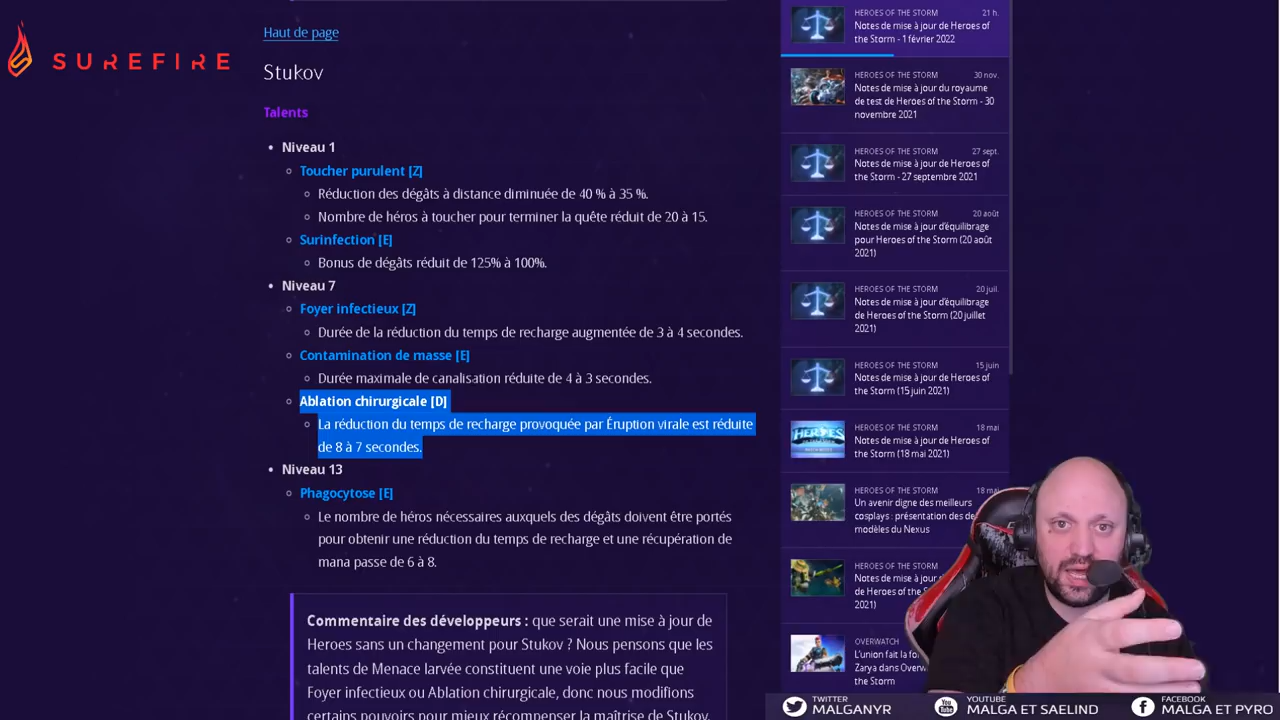 SUREFIRE
Haut de page
Stukov
Talents
Niveau 1
Toucher purulent [Z]
Réduction des dégâts à distance diminuée de 40 % à 35 %.
Nombre de héros à toucher pour terminer la quête réduit de 20 à 15.
Surinfection [E]
Bonus de dégâts réduit de 125% à 100%.
Niveau 7
Foyer infectieux [Z]
Durée de la réduction du temps de recharge augmentée de 3 à 4 secondes.
Contamination de masse [E]
Durée maximale de canalisation réduite de 4 à 3 secondes.
Ablation chirurgicale [D]
La réduction du temps de recharge provoquée par Éruption virale est réduite
de 8 à 7 secondes.
Niveau 13
Phagocytose [E]
Le nombre de héros nécessaires auxquels des dégâts doivent être portés
pour obtenir une réduction du temps de recharge et une récupération de
mana passe de 6 à 8.
Commentaire des développeurs : que serait une mise à jour de
Heroes sans un changement pour Stukov ? Nous pensons que les
talents de Menace larvée constituent une voie plus facile que
Foyer infectieux ou Ablation chirurgicale, donc nous modifions
certains pouvoirs pour mieux récompenser la maîtrise de Stukov.
HEROES OF THE STORM 21 h.
Notes de mise à jour de Heroes of
the Storm - 1 février 2022
HEROES OF THE STORM 30 nov.
Notes de mise à jour du royaume
de test de Heroes of the Storm - 30
novembre 2021
HEROES OF THE STORM 27 sept.
Notes de mise à jour de Heroes of
the Storm - 27 septembre 2021
HEROES OF THE STORM 20 août
Notes de mise à jour d'équilibrage
pour Heroes of the Storm (20 août
2021)
HEROES OF THE STORM 20 juil.
Notes de mise à jour d'équilibrage
de Heroes of the Storm (20 juillet
2021)
HEROES OF THE STORM 15 juin
Notes de mise à jour de Heroes of
the Storm (15 juin 2021)
HEROES
HEROES OF THE STORM 18 mai
Notes de mise à jour de Heroes of
the Storm (18 mai 2021)
HEROES OF THE STORM 18 mai
Un avenir digne des meilleurs
cosplays : présentation des de
modèles du Nexus
HEROES OF THE STORM
Notes de mise à jour
de Heroes of the Storm
2021)
OVERWATCH
L'union fait la fo
Zarya dans Overw
the Storm
TWITTER
MALGANYR
YOUTUBE
MALGA ET SAELIND
FACEBOOK
MALGA ET PYRO